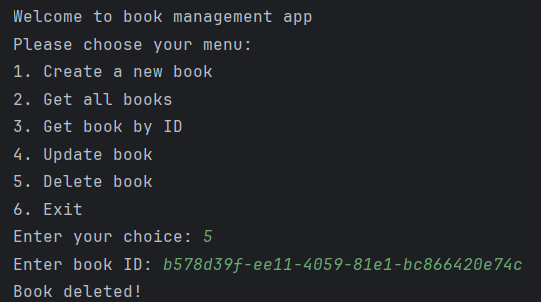 Welcome to book management app
Please choose your menu:
1. Create a new book
2. Get all books
3. Get book by ID
4. Update book
5. Delete book
6. Exit
Enter your choice: 5
Enter book ID: b578d39f-ee11-4059-81e1-bc866420e74c
Book deleted!